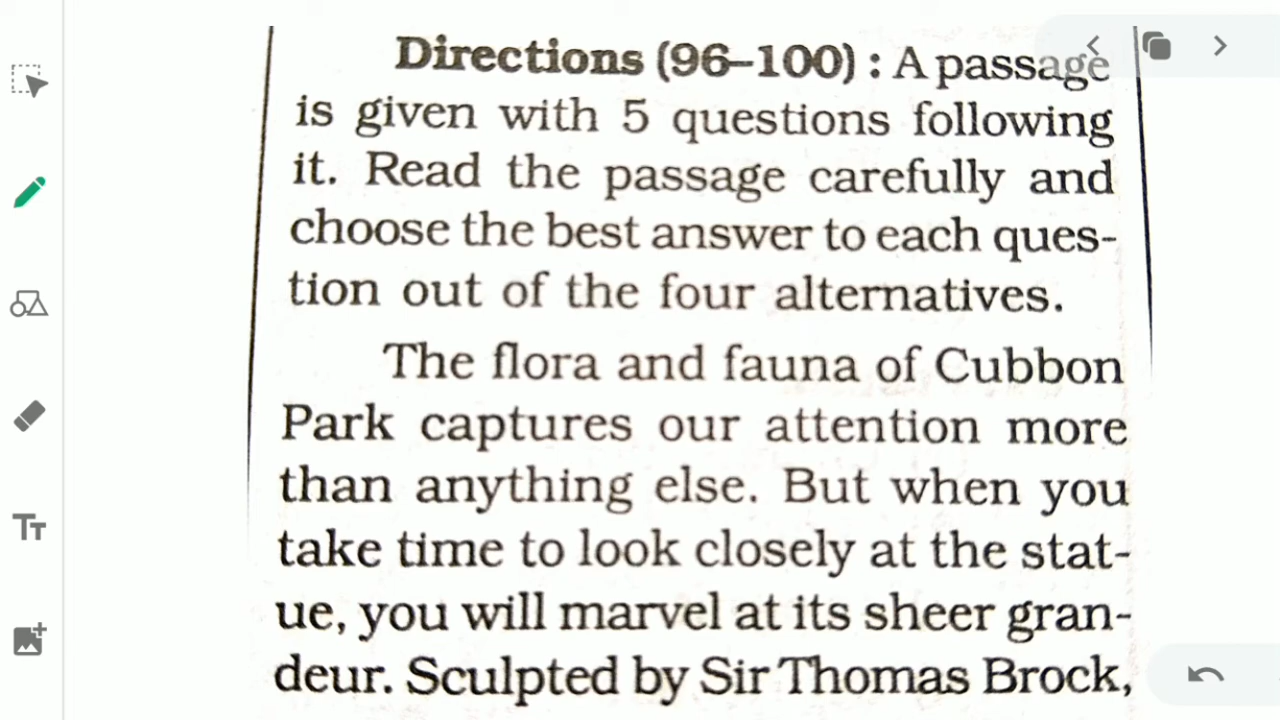 Directions (96–100) : A passage
is given with 5 questions following
it. Read the passage carefully and
choose the best answer to each ques-
tion out of the four alternatives.
The flora and fauna of Cubbon
Park captures our attention more
than anything else. But when you
take time to look closely at the stat-
ue, you will marvel at its sheer gran-
deur. Sculpted by Sir Thomas Brock,
TT